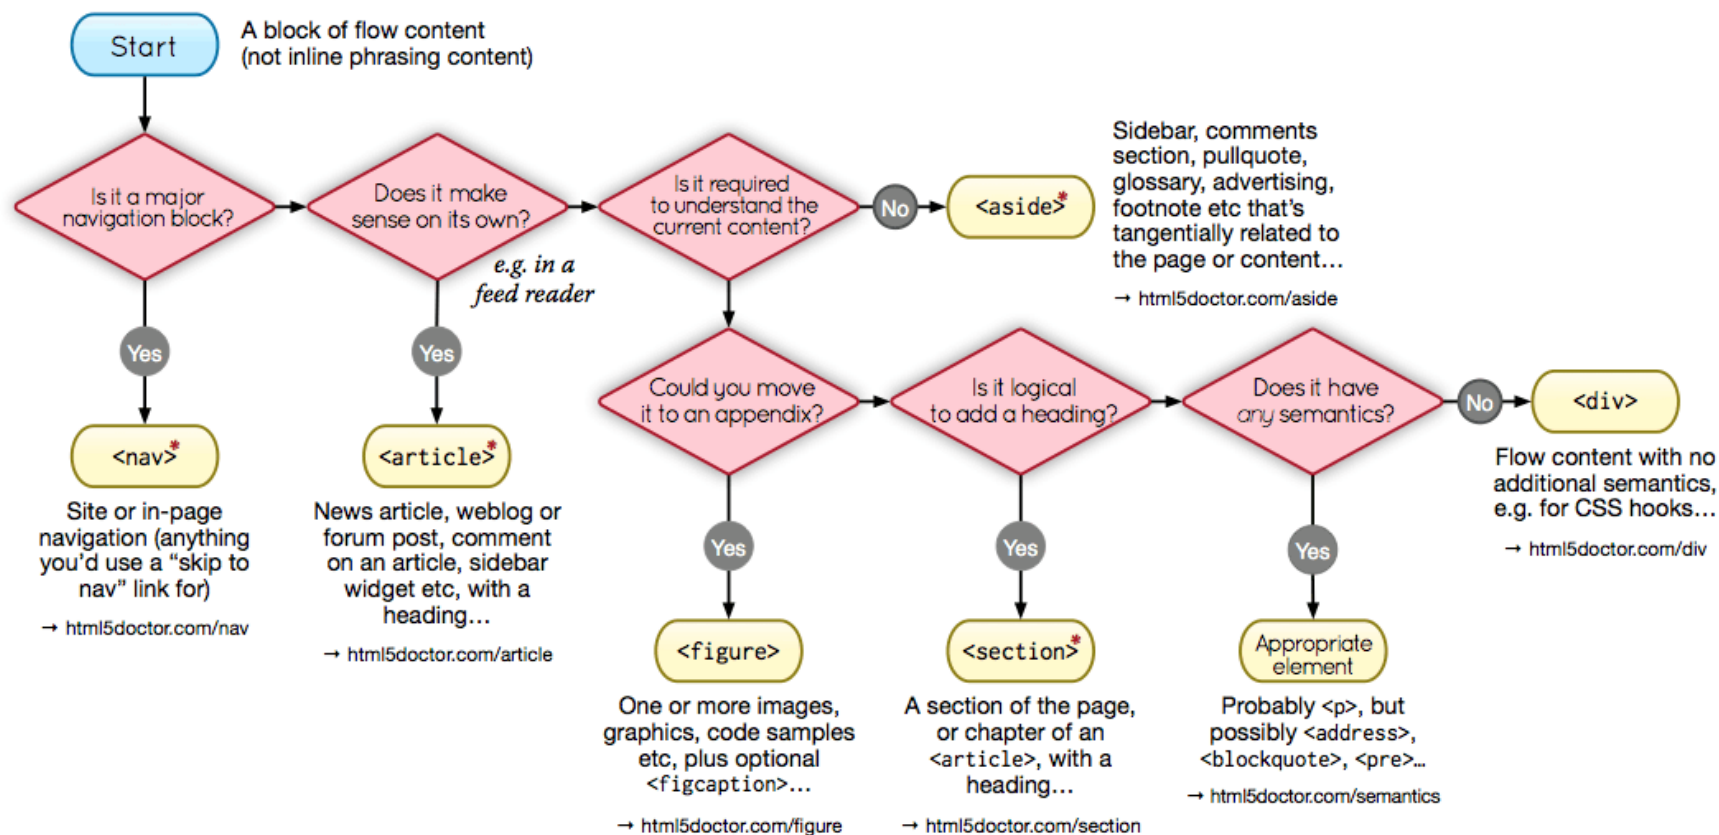 Start
A block of flow content
(not inline phrasing content)
Is it a major
navigation block?
Does it make
sense on its own?
e.g. in a
feed reader
Is it required
to understand the
current content?
No
<aside>*
Sidebar, comments
section, pullquote,
glossary, advertising,
footnote etc that's
tangentially related to
the page or content…
→ html5doctor.com/aside
Yes
<nav>*
Site or in-page
navigation (anything
you'd use a “skip to
nav” link for)
→ html5doctor.com/nav
Yes
<article>*
News article, weblog or
forum post, comment
on an article, sidebar
widget etc, with a
heading…
→ html5doctor.com/article
Could you move
it to an appendix?
Is it logical
to add a heading?
Does it have
any semantics?
No
<div>
Flow content with no
additional semantics,
e.g. for CSS hooks…
→ html5doctor.com/div
Yes
<figure>
One or more images,
graphics, code samples
etc, plus optional
<figcaption>…
→ html5doctor.com/figure
Yes
<section>*
A section of the page,
or chapter of an
<article>, with a
heading…
→ html5doctor.com/section
Yes
Appropriate
element
Probably <p>, but
possibly <address>,
<blockquote>, <pre>…
→ html5doctor.com/semantics